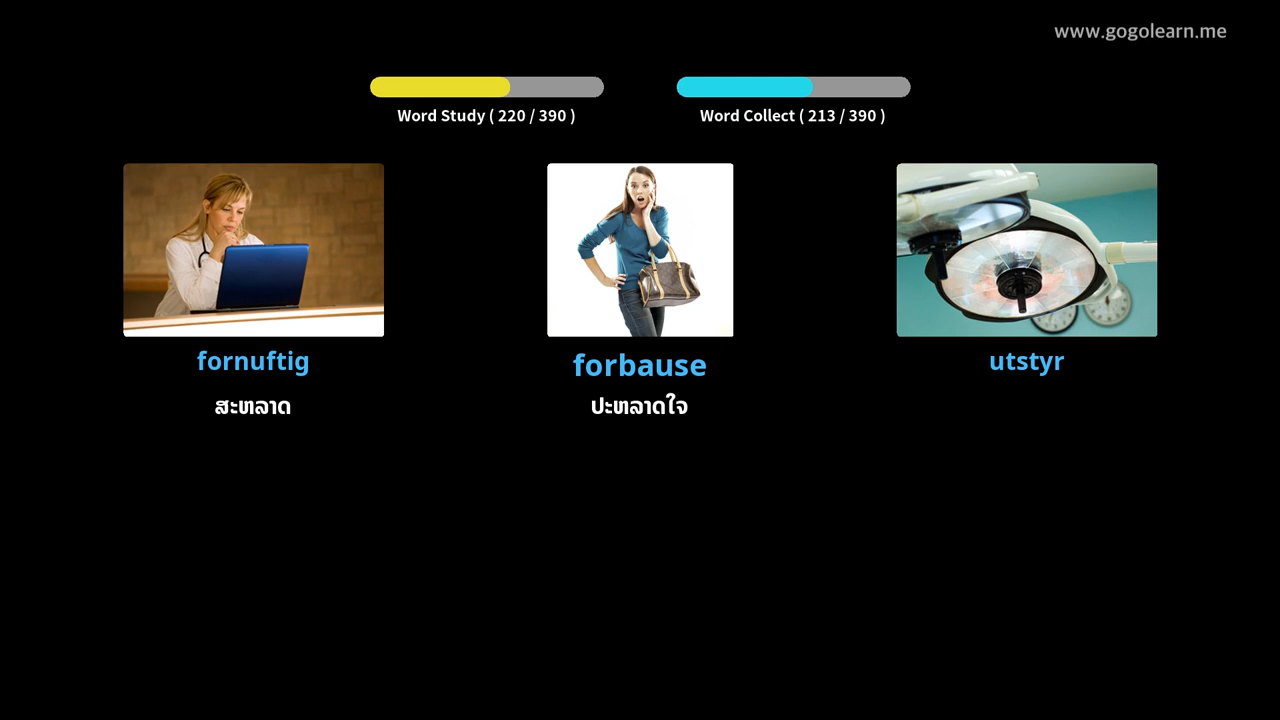 www.gogolearn.me
Word Study ( 220 / 390 )
Word Collect ( 213 / 390 )
fornuftig
forbause
utstyr
ສະຫລາດ
ປະຫລາດໃຈ